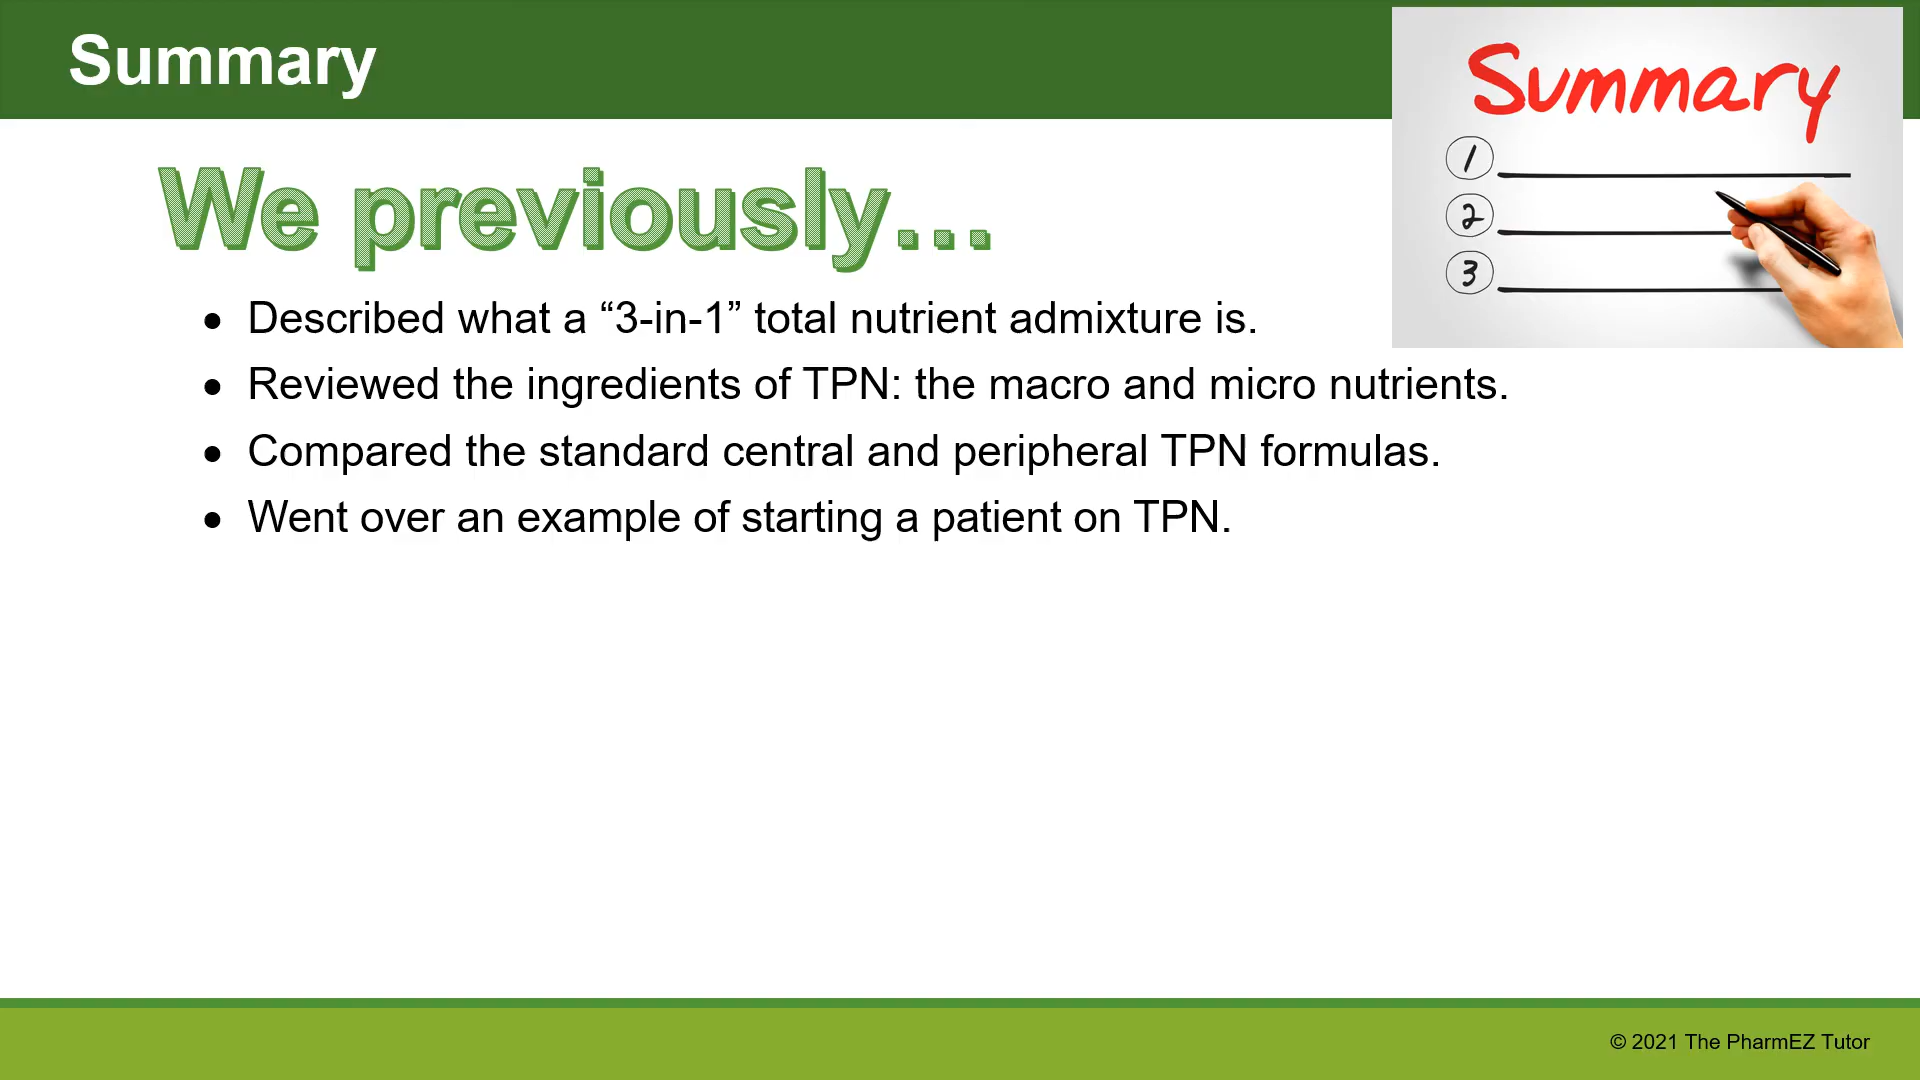 Summary
Summary
1
2
3
We previously...
● Described what a “3-in-1” total nutrient admixture is.
● Reviewed the ingredients of TPN: the macro and micro nutrients.
● Compared the standard central and peripheral TPN formulas.
● Went over an example of starting a patient on TPN.
© 2021 The PharmEZ Tutor